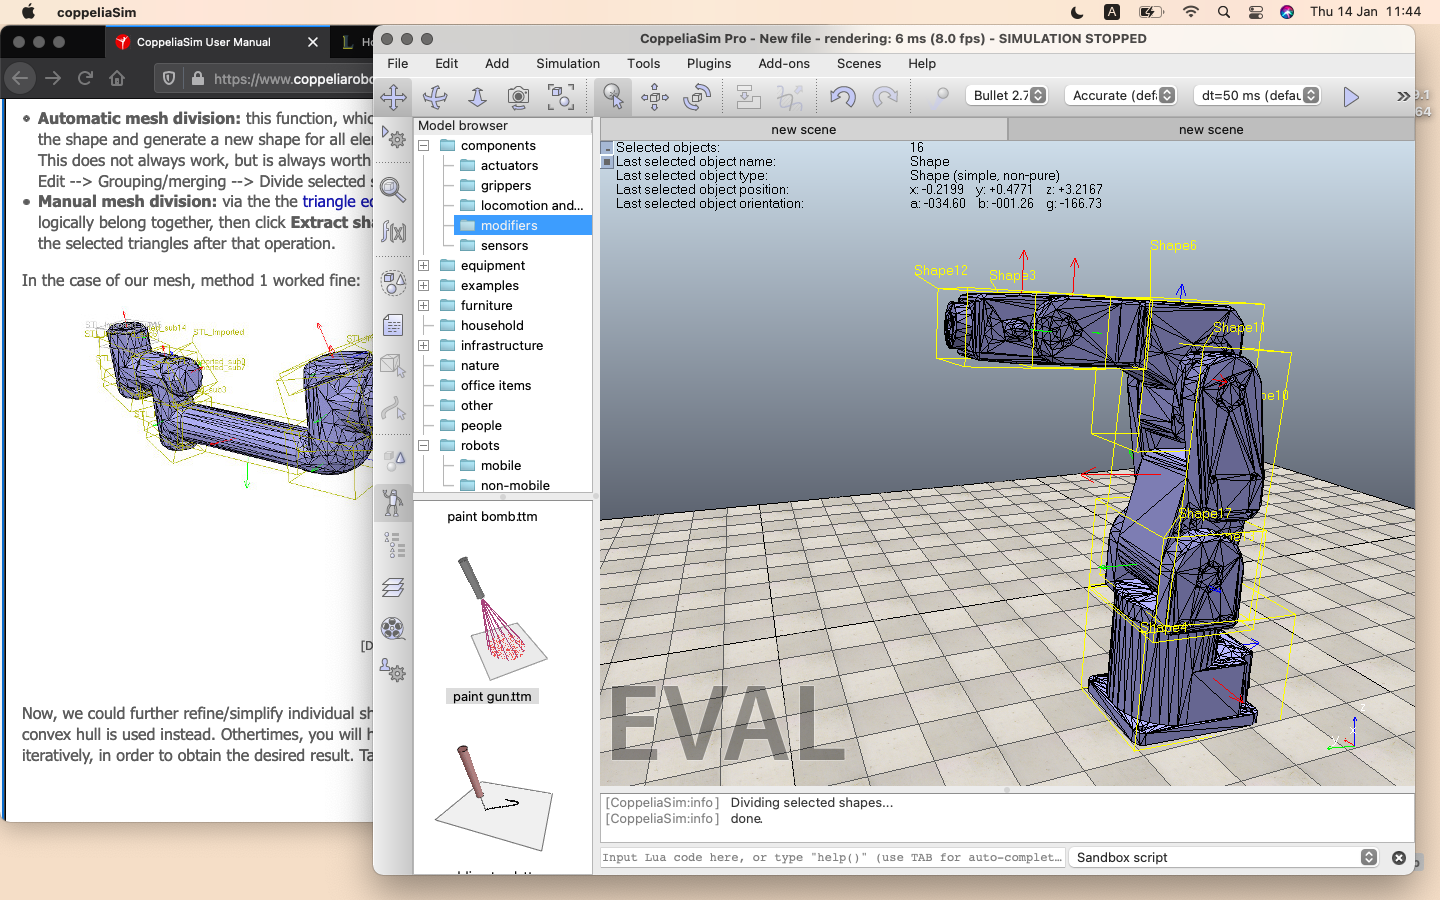 coppeliaSim
A
Thu 14 Jan 11:44
CoppeliaSim User Manual
https://www.coppeliarobo
CoppeliaSim Pro - New file - rendering: 6 ms (8.0 fps) - SIMULATION STOPPED
File Edit Add Simulation Tools Plugins Add-ons Scenes Help
Bullet 2.7
Accurate (defa
dt=50 ms (defau
Automatic mesh division: this function, whic
the shape and generate a new shape for all ele
This does not always work, but is always worth
Edit --> Grouping/merging --> Divide selected s
Manual mesh division: via the the triangle ed
logically belong together, then click Extract sha
the selected triangles after that operation.
In the case of our mesh, method 1 worked fine:
STL_Imported
[D
Now, we could further refine/simplify individual sh
convex hull is used instead. Othertimes, you will h
iteratively, in order to obtain the desired result. Ta
Model browser
components
actuators
grippers
locomotion and...
modifiers
sensors
equipment
examples
furniture
household
infrastructure
nature
office items
other
people
robots
mobile
non-mobile
paint bomb.ttm
paint gun.ttm
new scene
new scene
Selected objects: 16
Last selected object name: Shape
Last selected object type: Shape (simple, non-pure)
Last selected object position: x: -0.2199 y: +0.4771 z: +3.2167
Last selected object orientation: a: -034.60 b: -001.26 g: -166.73
Shape6
Shape12
Shape3
Shape11
pe10
Shape17
Shape4
EVAL
[CoppeliaSim:info] Dividing selected shapes...
[CoppeliaSim:info] done.
Input Lua code here, or type "help()" (use TAB for auto-complet...
Sandbox script